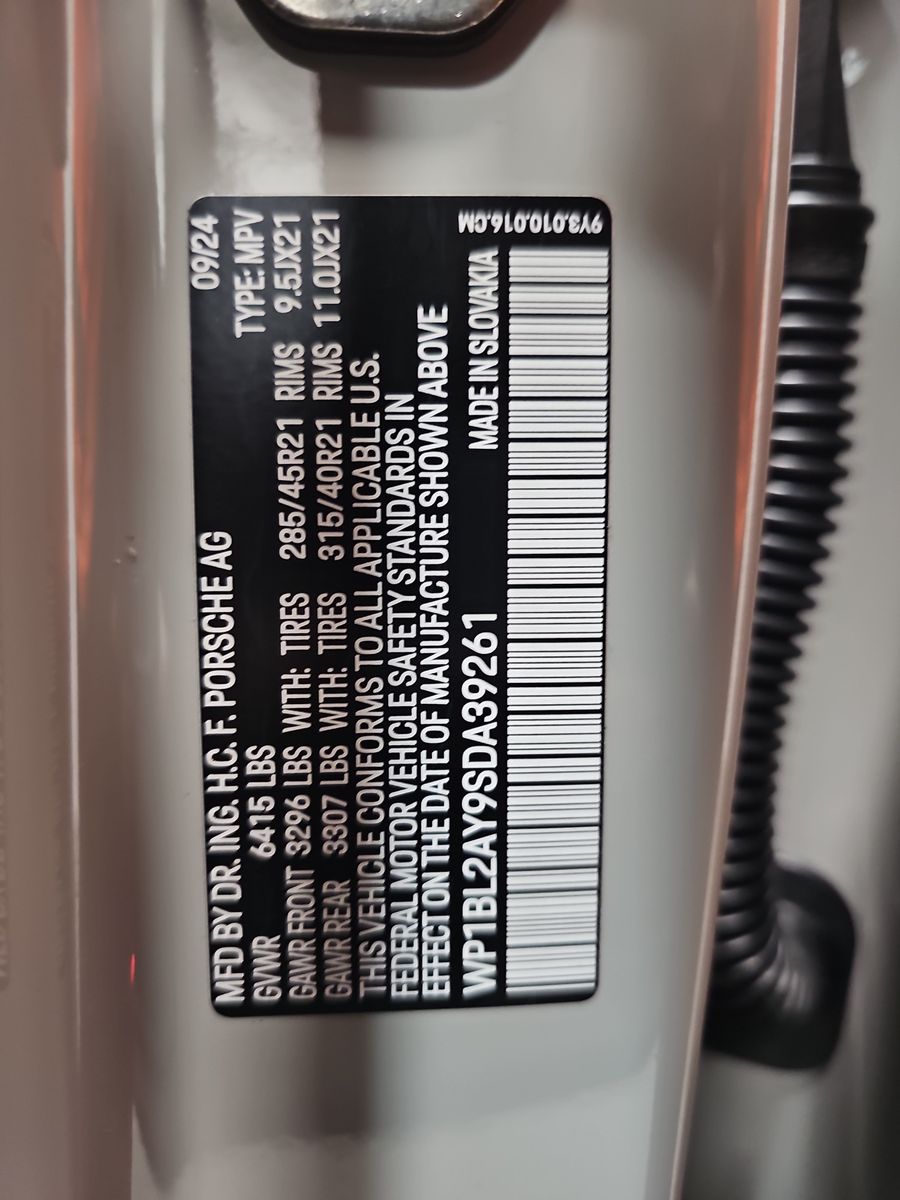 MFD BY DR. ING. H.C. F. PORSCHE AG 09/24
GVWR 6415 LBS TYPE: MPV
GAWR FRONT 3296 LBS WITH: TIRES 285/45R21 RIMS 9.5JX21
GAWR REAR 3307 LBS WITH: TIRES 315/40R21 RIMS 11.0JX21
THIS VEHICLE CONFORMS TO ALL APPLICABLE U.S.
FEDERAL MOTOR VEHICLE SAFETY STANDARDS IN
EFFECT ON THE DATE OF MANUFACTURE SHOWN ABOVE
WP1BL2AY9SDA39261 MADE IN SLOVAKIA
9Y3.010.016.CM